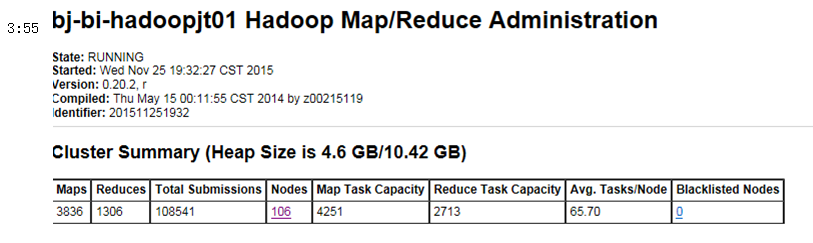 bj-bi-hadoopjt01 Hadoop Map/Reduce Administration
3:55
State: RUNNING
Started: Wed Nov 25 19:32:27 CST 2015
Version: 0.20.2, r
Compiled: Thu May 15 00:11:55 CST 2014 by z00215119
Identifier: 201511251932
Cluster Summary (Heap Size is 4.6 GB/10.42 GB)
Maps Reduces Total Submissions Nodes Map Task Capacity Reduce Task Capacity Avg. Tasks/Node Blacklisted Nodes
3836 1306 108541 106 4251 2713 65.70 0